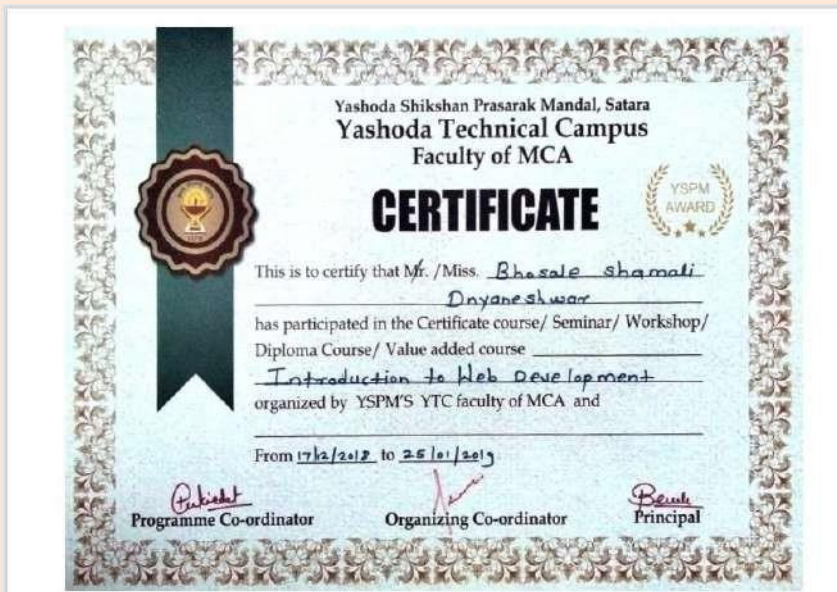 Yashoda Shikshan Prasarak Mandal, Satara
Yashoda Technical Campus
Faculty of MCA
CERTIFICATE
YSPM
AWARD
This is to certify that Mr. /Miss. Bhosale Shamali
Dnyaneshwar
has participated in the Certificate course/ Seminar/ Workshop/
Diploma Course/ Value added course
Introduction to Web Development
organized by YSPM'S YTC faculty of MCA and
From 17/12/2018 to 25/01/2019
Programme Co-ordinator Organizing Co-ordinator Principal